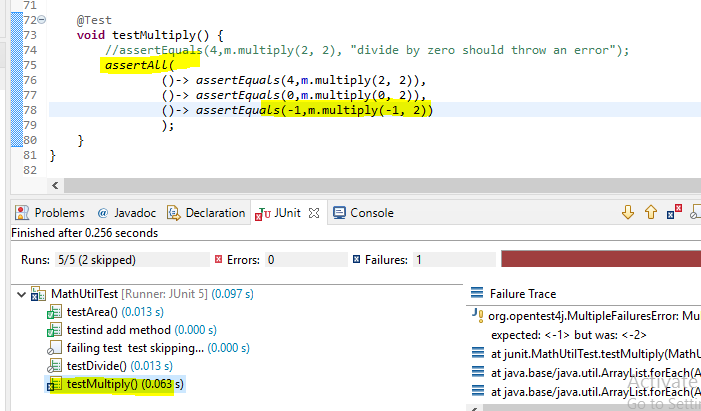 71
72 @Test
73 void testMultiply() {
74 //assertEquals(4,m.multiply(2, 2), "divide by zero should throw an error");
75 assertAll(
76 ()-> assertEquals(4,m.multiply(2, 2)),
77 ()-> assertEquals(0,m.multiply(0, 2)),
78 ()-> assertEquals(-1,m.multiply(-1, 2))
79 );
80 }
81 }
82
Problems @ Javadoc Declaration JUnit Console
Finished after 0.256 seconds
Runs: 5/5 (2 skipped) Errors: 0 Failures: 1
MathUtilTest [Runner: JUnit 5] (0.097 s)
testArea() (0.013 s)
testind add method (0.000 s)
failing test test skipping... (0.000 s)
testDivide() (0.013 s)
testMultiply() (0.063 s)
Failure Trace
org.opentest4j.MultipleFailuresError: Mu
expected: <-1> but was: <-2>
at junit.MathUtilTest.testMultiply(MathU
at java.base/java.util.ArrayList.forEach(A
at java.base/java.util.ArrayList.forEach(A
Activate
Go to Setti